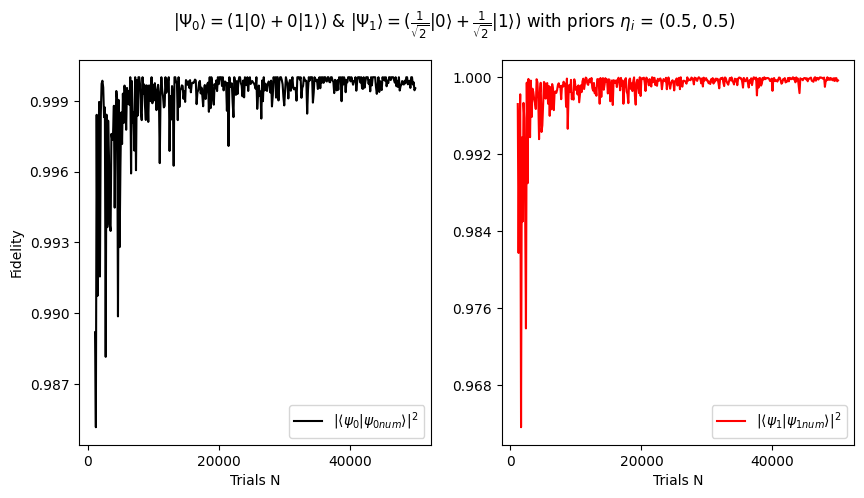 |Ψ₀⟩ = (1|0⟩ + 0|1⟩) & |Ψ₁⟩ = (1/√2|0⟩ + 1/√2|1⟩) with priors ηᵢ = (0.5, 0.5)
Fidelity
0.999
0.996
0.993
0.990
0.987
0
20000
40000
Trials N
|⟨ψ₀|ψ₀ₙᵤₘ⟩|²
1.000
0.992
0.984
0.976
0.968
0
20000
40000
Trials N
|⟨ψ₁|ψ₁ₙᵤₘ⟩|²